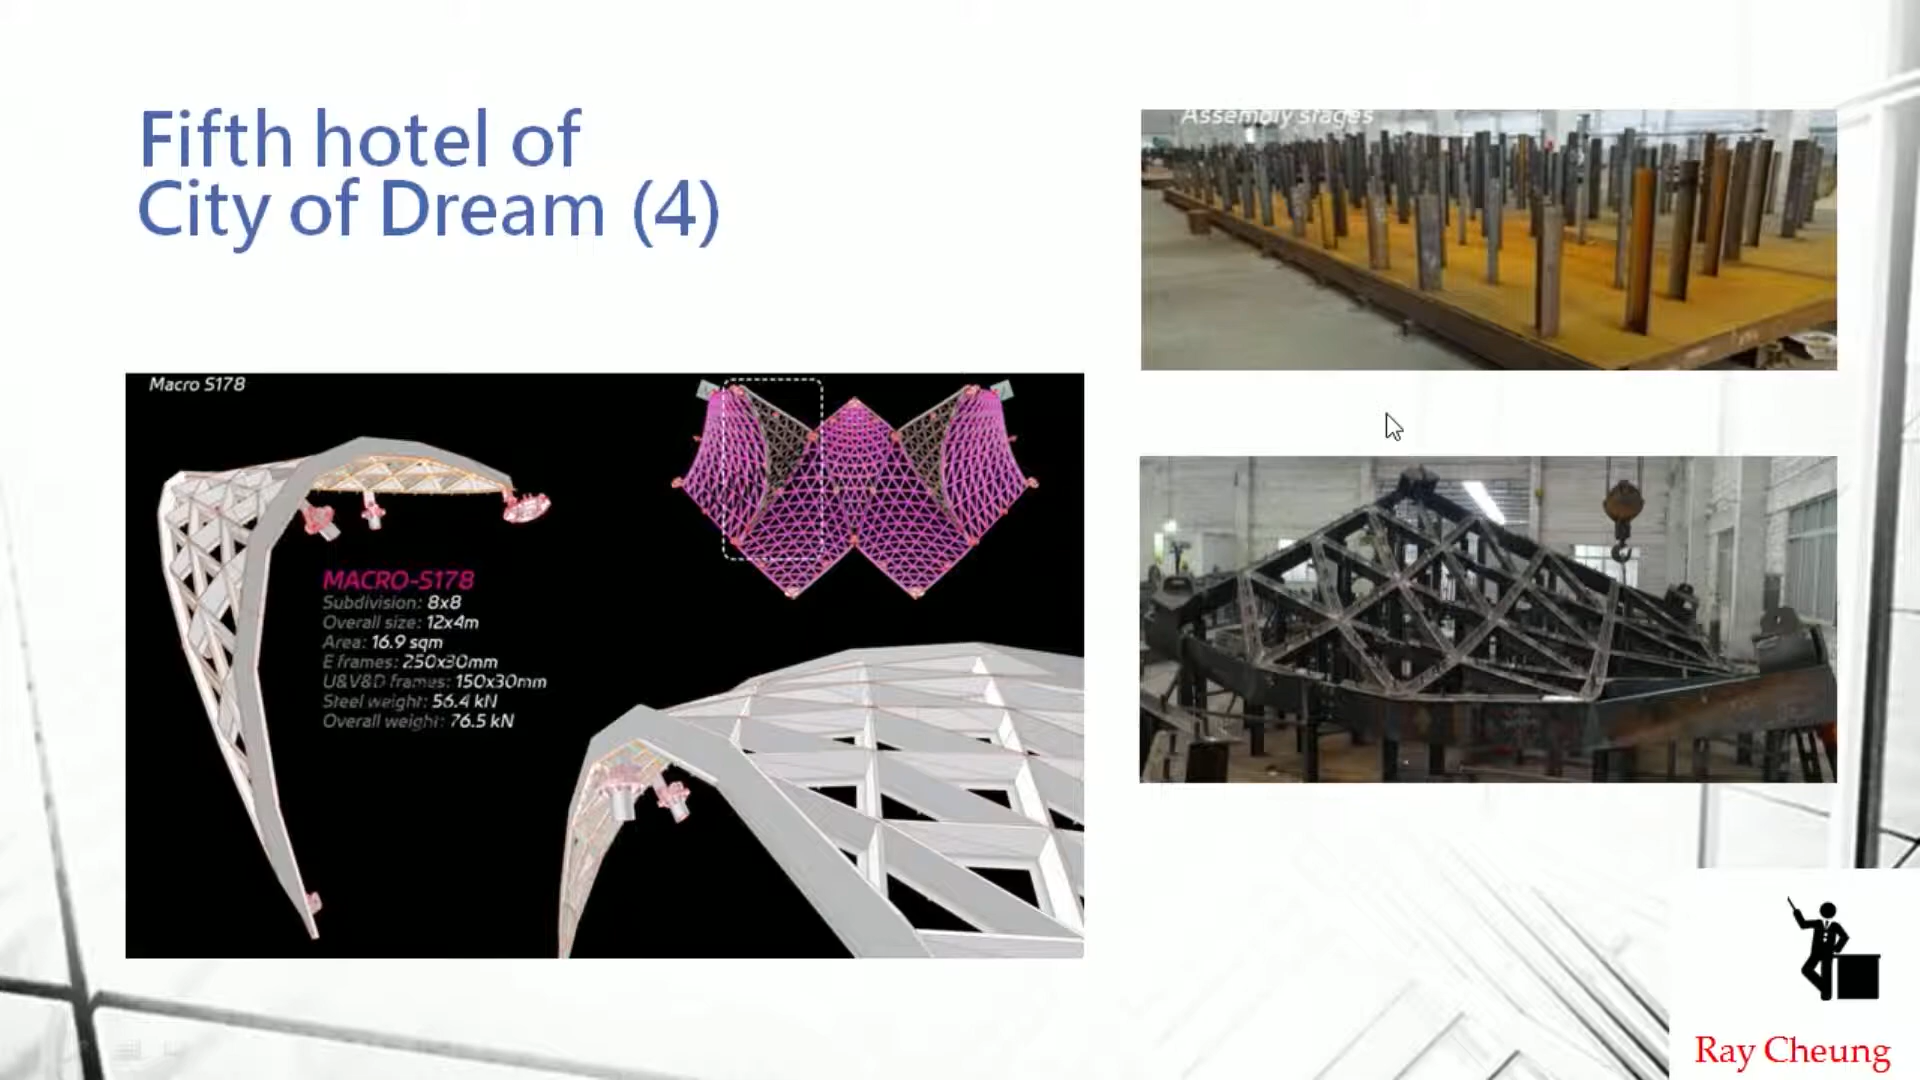 Fifth hotel of
City of Dream (4)
Assembly stages
Macro S178
MACRO-S178
Subdivision: 8x8
Overall size: 12x4m
Area: 16.9 sqm
E frames: 250x30mm
U&V&D frames: 150x30mm
Steel weight: 56.4 kN
Overall weight: 76.5 kN
Ray Cheung